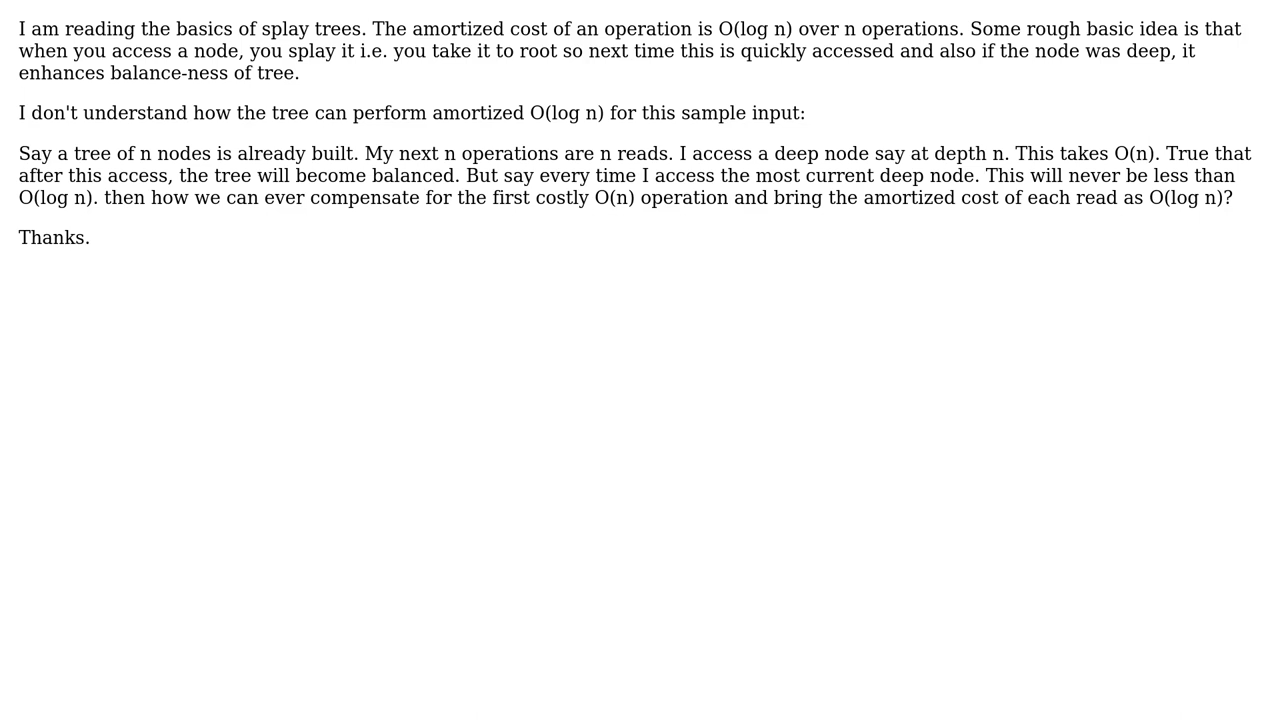 I am reading the basics of splay trees. The amortized cost of an operation is O(log n) over n operations. Some rough basic idea is that
when you access a node, you splay it i.e. you take it to root so next time this is quickly accessed and also if the node was deep, it
enhances balance-ness of tree.
I don't understand how the tree can perform amortized O(log n) for this sample input:
Say a tree of n nodes is already built. My next n operations are n reads. I access a deep node say at depth n. This takes O(n). True that
after this access, the tree will become balanced. But say every time I access the most current deep node. This will never be less than
O(log n). then how we can ever compensate for the first costly O(n) operation and bring the amortized cost of each read as O(log n)?
Thanks.